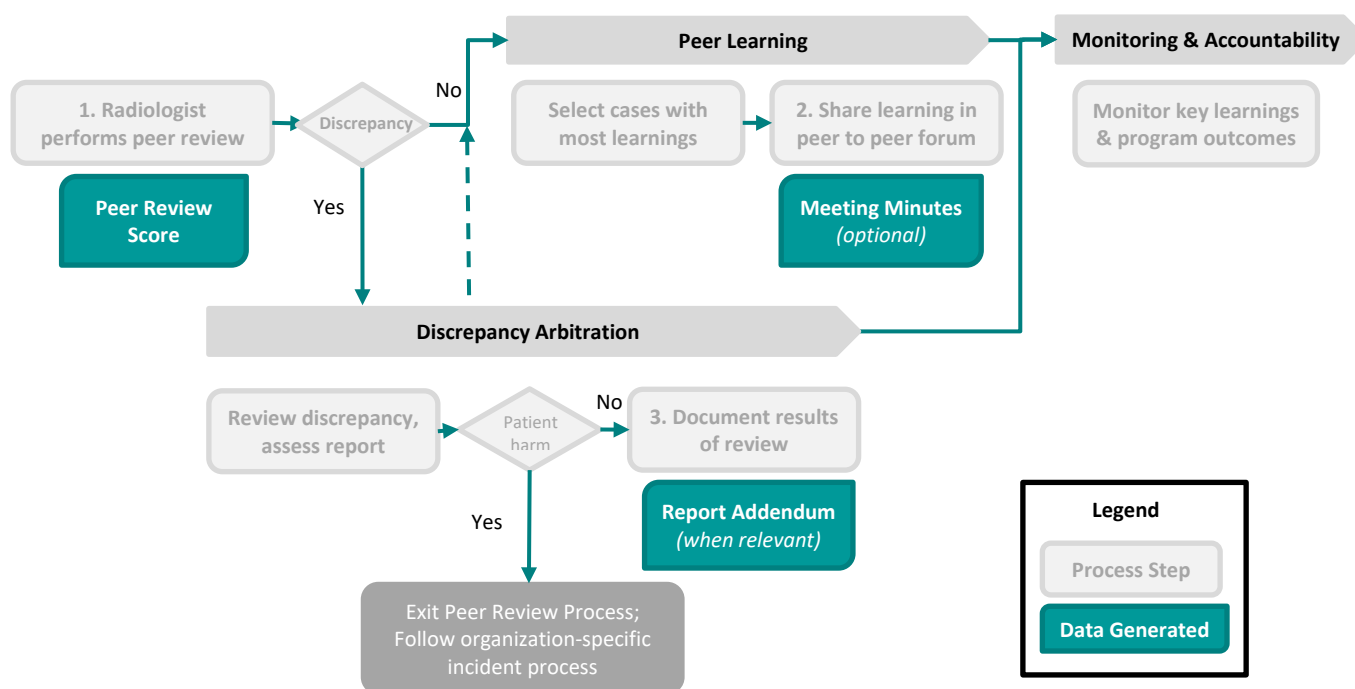 Peer Learning
Monitoring & Accountability
1. Radiologist
performs peer review
Discrepancy
No
Select cases with
most learnings
2. Share learning in
peer to peer forum
Monitor key learnings
& program outcomes
Peer Review
Score
Yes
Meeting Minutes
(optional)
Discrepancy Arbitration
Review discrepancy,
assess report
Patient
harm
No
3. Document results
of review
Yes
Report Addendum
(when relevant)
Exit Peer Review Process;
Follow organization-specific
incident process
Legend
Process Step
Data Generated